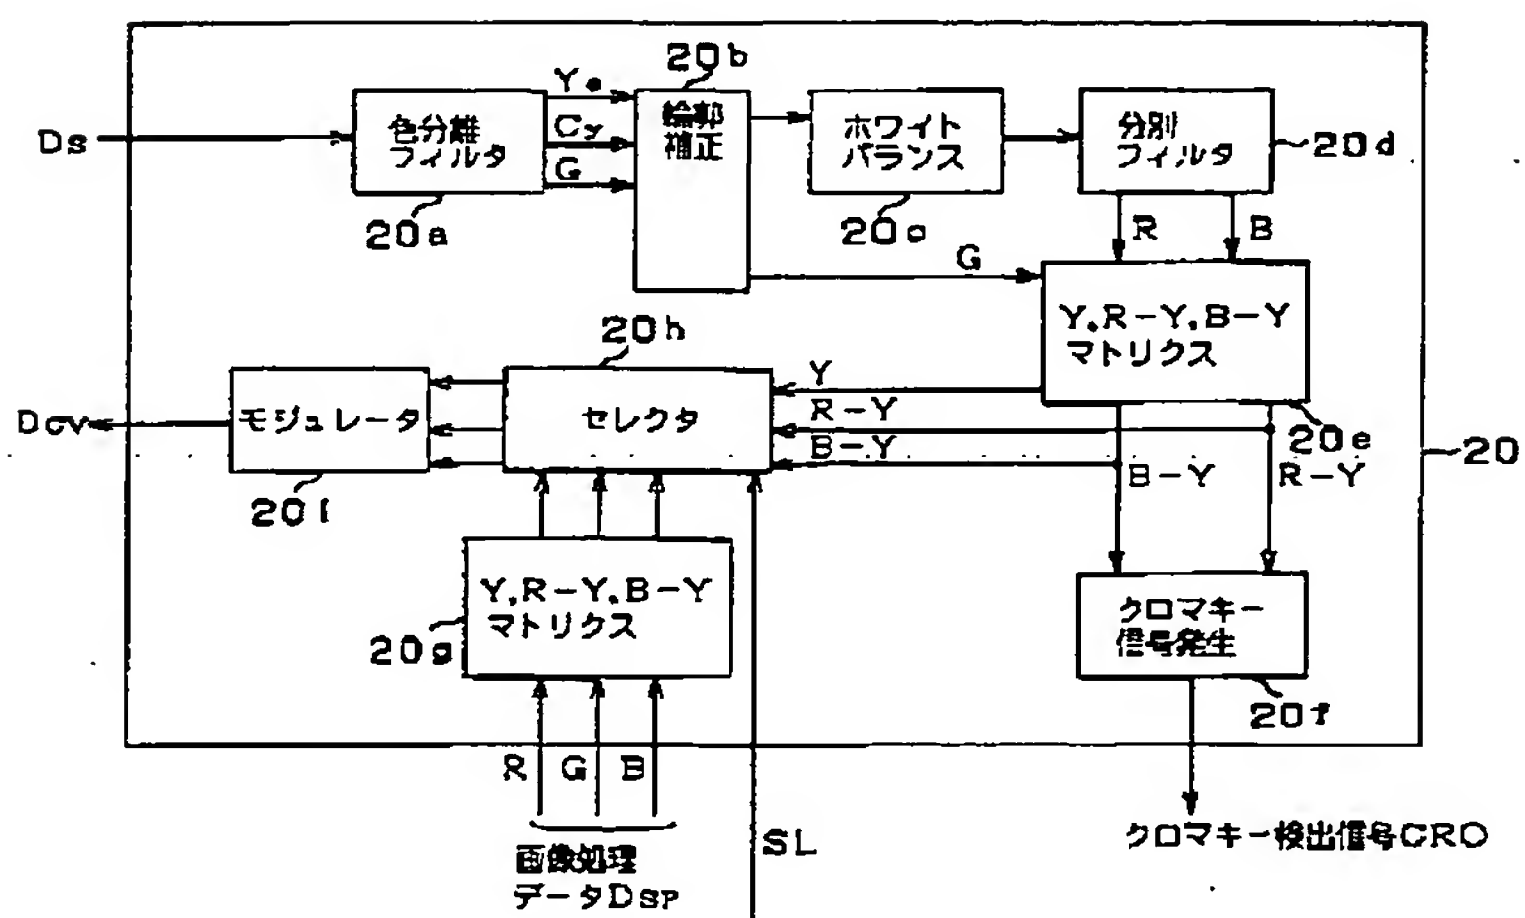 20b
Ye
Ds
色分離
フィルタ
Cy
G
輪郭
補正
ホワイト
バランス
分別
フィルタ
20d
20a
20c
R
B
G
Y,R-Y,B-Y
マトリクス
20h
Y
Dcv
モジュレータ
セレクタ
R-Y
B-Y
20e
20
20i
B-Y
R-Y
Y,R-Y,B-Y
マトリクス
20g
クロマキー
信号発生
20f
R
G
B
SL
クロマキー検出信号CRD
画像処理
データDSP